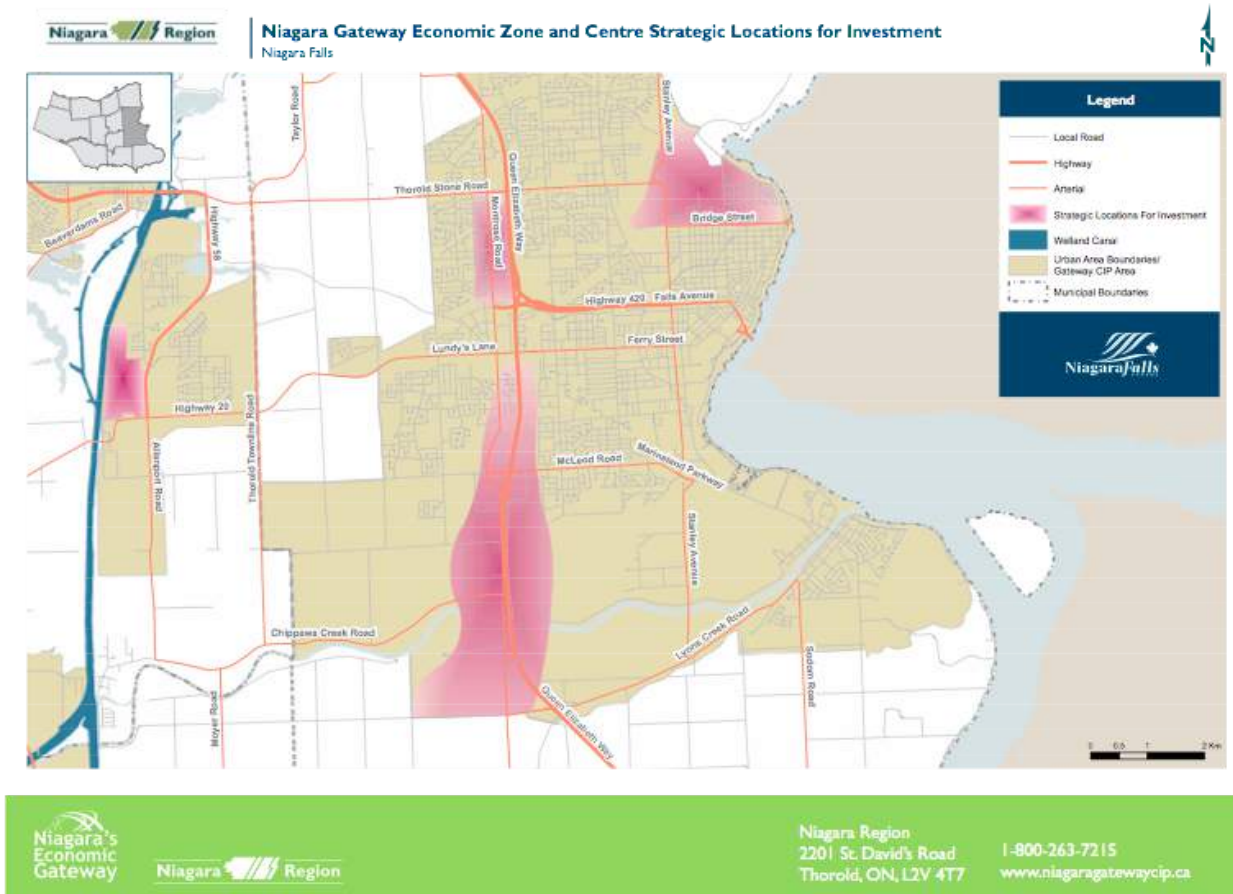 Niagara Region
Niagara Gateway Economic Zone and Centre Strategic Locations for Investment
Niagara Falls
N
Legend
Local Road
Highway
Arterial
Strategic Locations For Investment
Welland Canal
Urban Area Boundaries/
Gateway CIP Area
Municipal Boundaries
NiagaraFalls
Taylor Road
Stanley Avenue
Queen Elizabeth Way
Thorold Stone Road
Montrose Road
Bridge Street
Beaverdams Road
Highway 58
Highway 420
Falls Avenue
Lundy's Lane
Ferry Street
Highway 20
Thorold Townline Road
Allanport Road
McLeod Road
Marineland Parkway
Stanley Avenue
Chippawa Creek Road
Lyons Creek Road
Sodom Road
Moyer Road
Queen Elizabeth Way
0 0.5 1 2 Km
Niagara's
Economic
Gateway
Niagara Region
Niagara Region
2201 St. David's Road
Thorold, ON, L2V 4T7
1-800-263-7215
www.niagaragatewaycip.ca